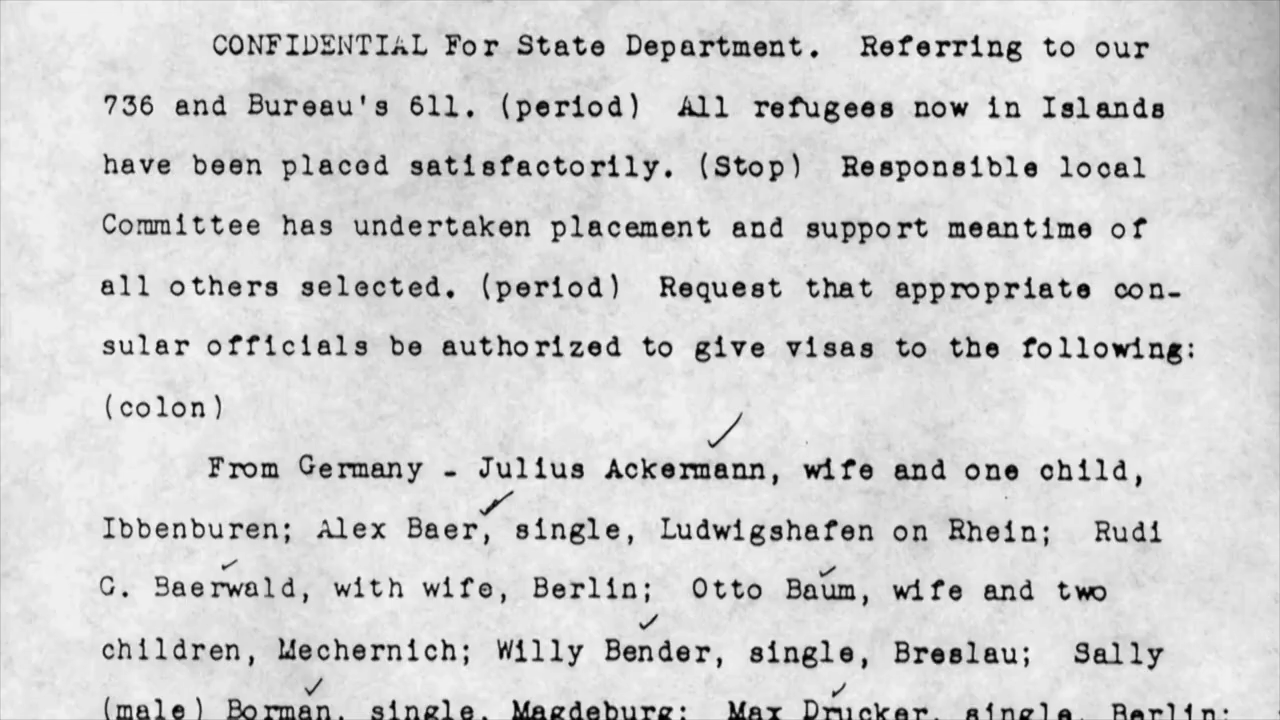 CONFIDENTIAL For State Department. Referring to our
736 and Bureau's 611. (period) All refugees now in Islands
have been placed satisfactorily. (Stop) Responsible local
Committee has undertaken placement and support meantime of
all others selected. (period) Request that appropriate con-
sular officials be authorized to give visas to the following:
(colon)
From Germany - Julius Ackermann, wife and one child,
Ibbenburen; Alex Baer, single, Ludwigshafen on Rhein; Rudi
G. Baerwald, with wife, Berlin; Otto Baum, wife and two
children, Mechernich; Willy Bender, single, Breslau; Sally
(male) Borman, single, Magdeburg; Max Drucker, single, Berlin;